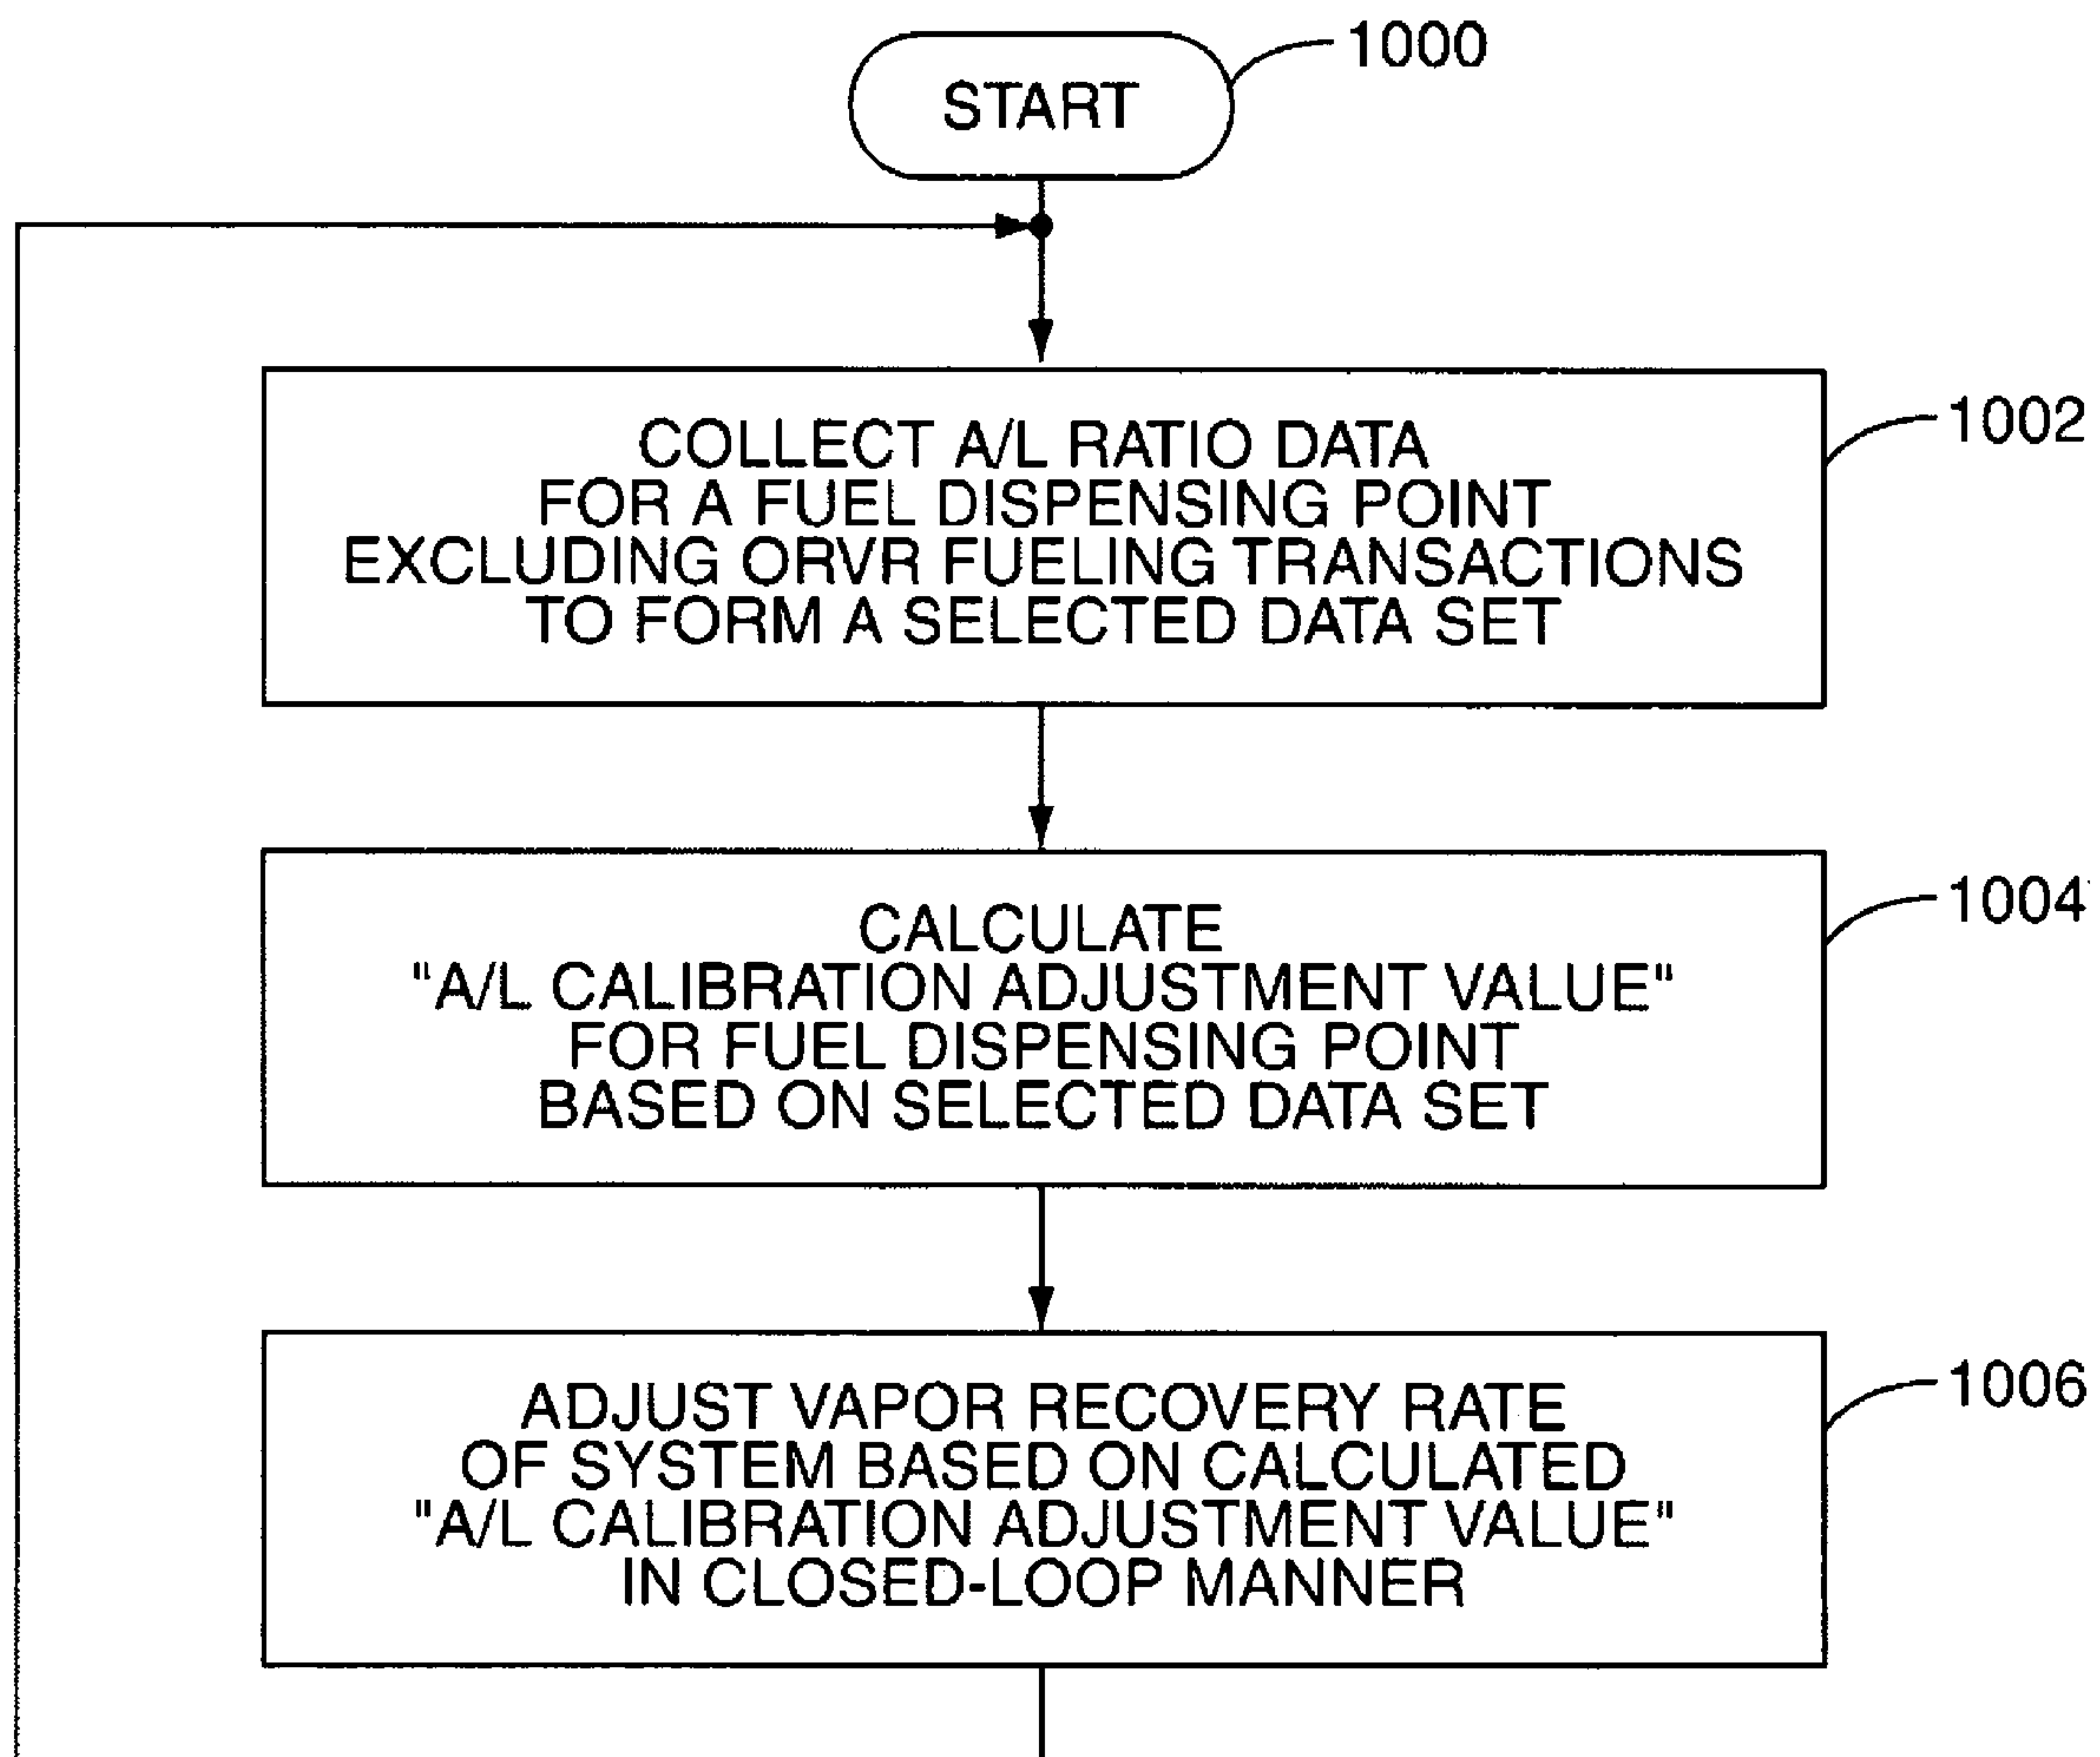 START
1000
COLLECT A/L RATIO DATA
FOR A FUEL DISPENSING POINT
EXCLUDING ORVR FUELING TRANSACTIONS
TO FORM A SELECTED DATA SET
1002
CALCULATE
"A/L CALIBRATION ADJUSTMENT VALUE"
FOR FUEL DISPENSING POINT
BASED ON SELECTED DATA SET
1004
ADJUST VAPOR RECOVERY RATE
OF SYSTEM BASED ON CALCULATED
"A/L CALIBRATION ADJUSTMENT VALUE"
IN CLOSED-LOOP MANNER
1006